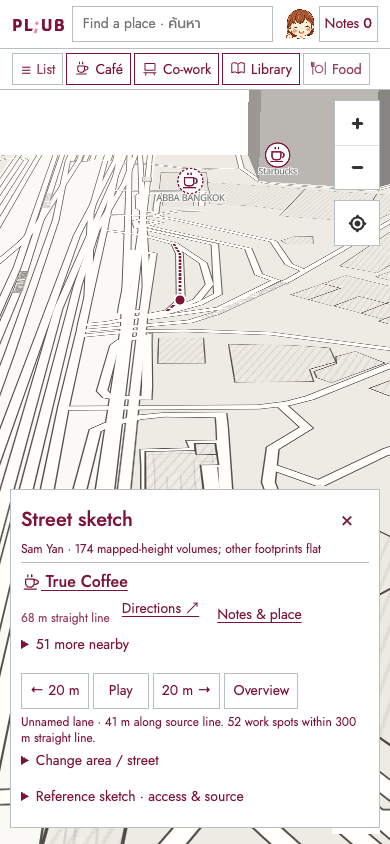 PL;UB
Find a place · ค้นหา
Notes 0
≡ List
Café
Co-work
Library
Food
+
Starbucks
ABBA BANGKOK
−
Street sketch
×
Sam Yan · 174 mapped-height volumes; other footprints flat
True Coffee
68 m straight line
Directions ↗
Notes & place
▶ 51 more nearby
← 20 m
Play
20 m →
Overview
Unnamed lane · 41 m along source line. 52 work spots within 300
m straight line.
▶ Change area / street
▶ Reference sketch · access & source